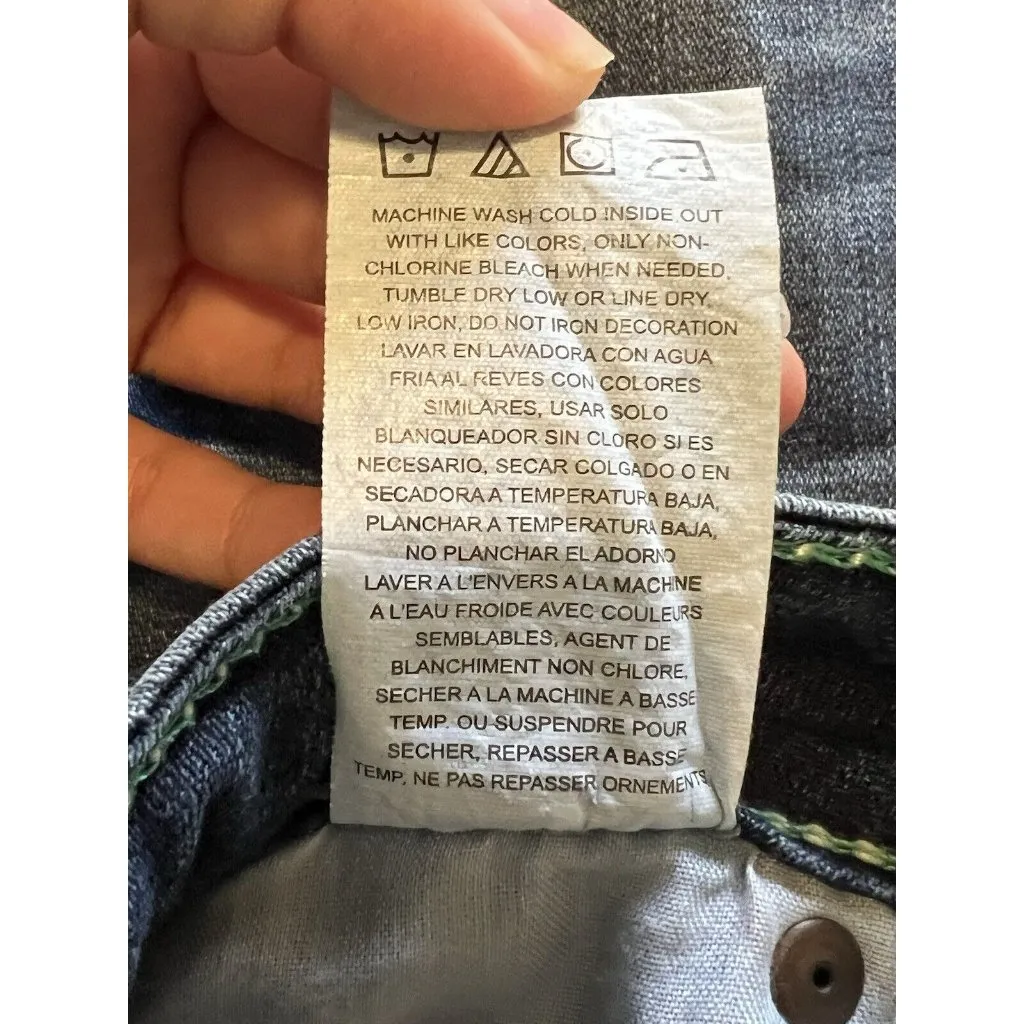 MACHINE WASH COLD INSIDE OUT
WITH LIKE COLORS, ONLY NON-
CHLORINE BLEACH WHEN NEEDED.
TUMBLE DRY LOW OR LINE DRY,
LOW IRON, DO NOT IRON DECORATION
LAVAR EN LAVADORA CON AGUA
FRIA AL REVES CON COLORES
SIMILARES, USAR SOLO
BLANQUEADOR SIN CLORO SI ES
NECESARIO, SECAR COLGADO O EN
SECADORA A TEMPERATURA BAJA,
PLANCHAR A TEMPERATURA BAJA,
NO PLANCHAR EL ADORNO
LAVER A L'ENVERS A LA MACHINE
A L'EAU FROIDE AVEC COULEURS
SEMBLABLES, AGENT DE
BLANCHIMENT NON CHLORE,
SECHER A LA MACHINE A BASSE
TEMP. OU SUSPENDRE POUR
SECHER, REPASSER A BASSE
TEMP. NE PAS REPASSER ORNEMENTS